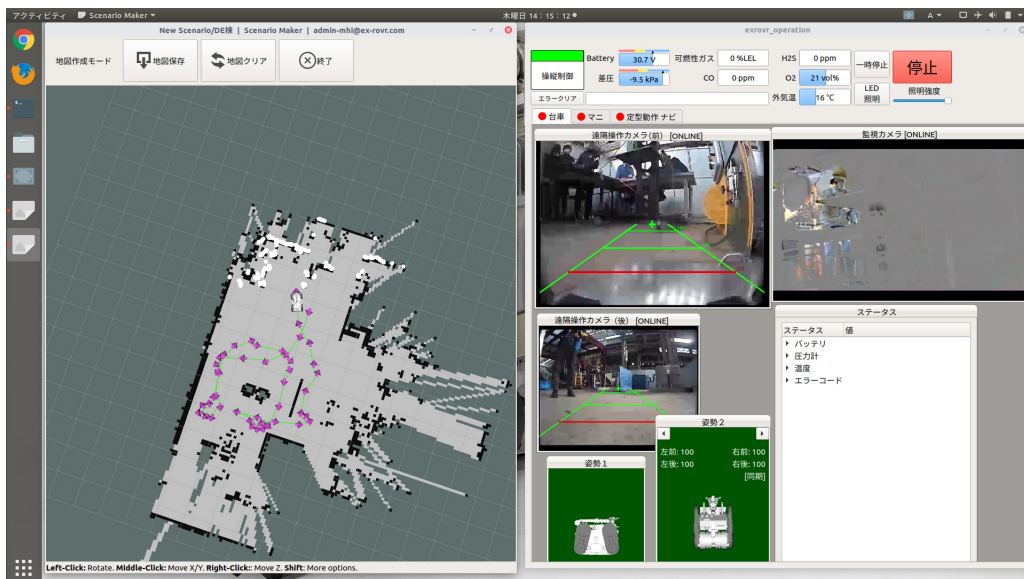 アクティビティ Scenario Maker 木曜日 14:15:12 A
New Scenario/DE棟 | Scenario Maker | admin-mhi@ex-rovr.com
地図作成モード 地図保存 地図クリア 終了
Left-Click: Rotate. Middle-Click: Move X/Y. Right-Click:: Move Z. Shift: More options.
exrovr_operation
操縦制御 Battery 30.7 V 可燃性ガス 0 %LEL H2S 0 ppm 一時停止 停止
差圧 -9.5 kPa CO 0 ppm O2 21 vol%
エラークリア 外気温 16 ℃ LED 照明 照明強度
台車 マニ 定型動作 ナビ
遠隔操作カメラ(前) [ONLINE] 監視カメラ [ONLINE]
遠隔操作カメラ (後) [ONLINE]
ステータス
ステータス 値
バッテリ
圧力計
温度
エラーコード
姿勢1
姿勢2
左前: 100 右前: 100
左後: 100 右後: 100
[同期]